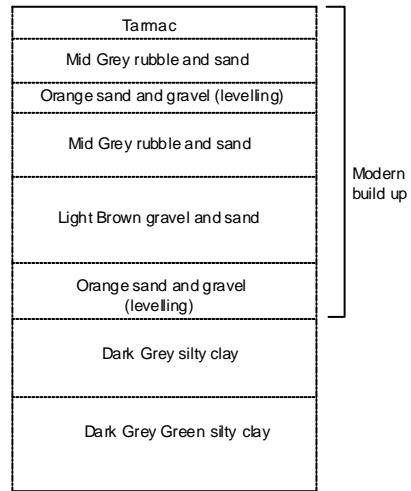 Tarmac
Mid Grey rubble and sand
Orange sand and gravel (levelling)
Mid Grey rubble and sand
Modern
build up
Light Brown gravel and sand
Orange sand and gravel
(levelling)
Dark Grey silty clay
Dark Grey Green silty clay